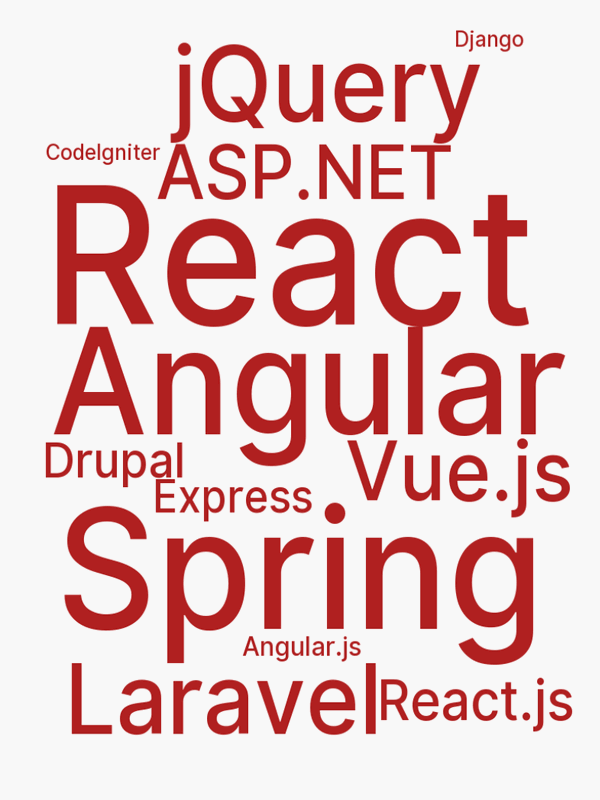 Django
jQuery
CodeIgniter
ASP.NET
React
Angular
Drupal
Vue.js
Express
Spring
Angular.js
Laravel
React.js